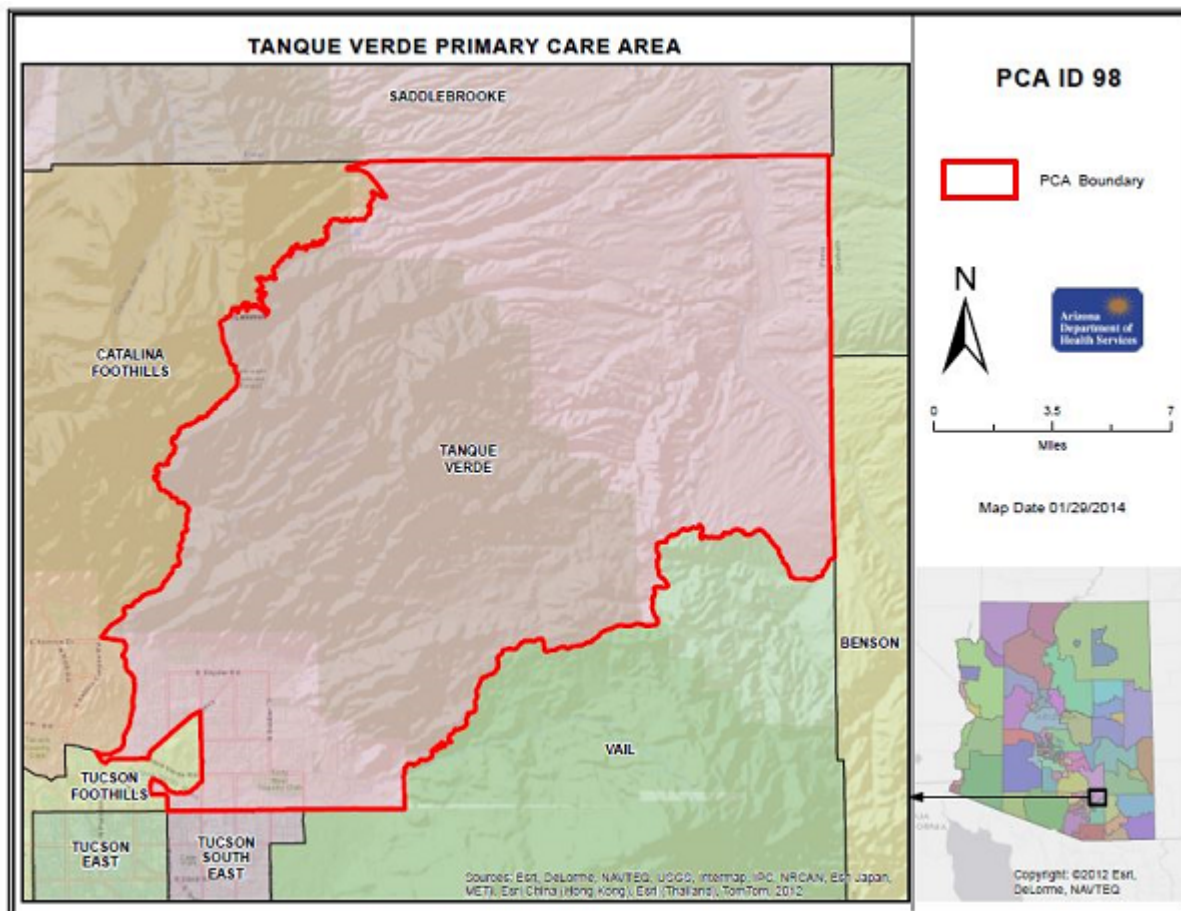 TANQUE VERDE PRIMARY CARE AREA
SADDLEBROOKE
CATALINA
FOOTHILLS
TANQUE
VERDE
BENSON
VAIL
TUCSON
FOOTHILLS
TUCSON
EAST
TUCSON
SOUTH
EAST
Sources: Esri, DeLorme, NAVTEQ, USGS, Intermap, iPC, NRCAN, Esri Japan,
METI, Esri China (Hong Kong), Esri (Thailand), TomTom, 2012
PCA ID 98
PCA Boundary
N
Arizona
Department of
Health Services
0 3.5 7
Miles
Map Date 01/29/2014
Copyright: ©2012 Esri,
DeLorme, NAVTEQ